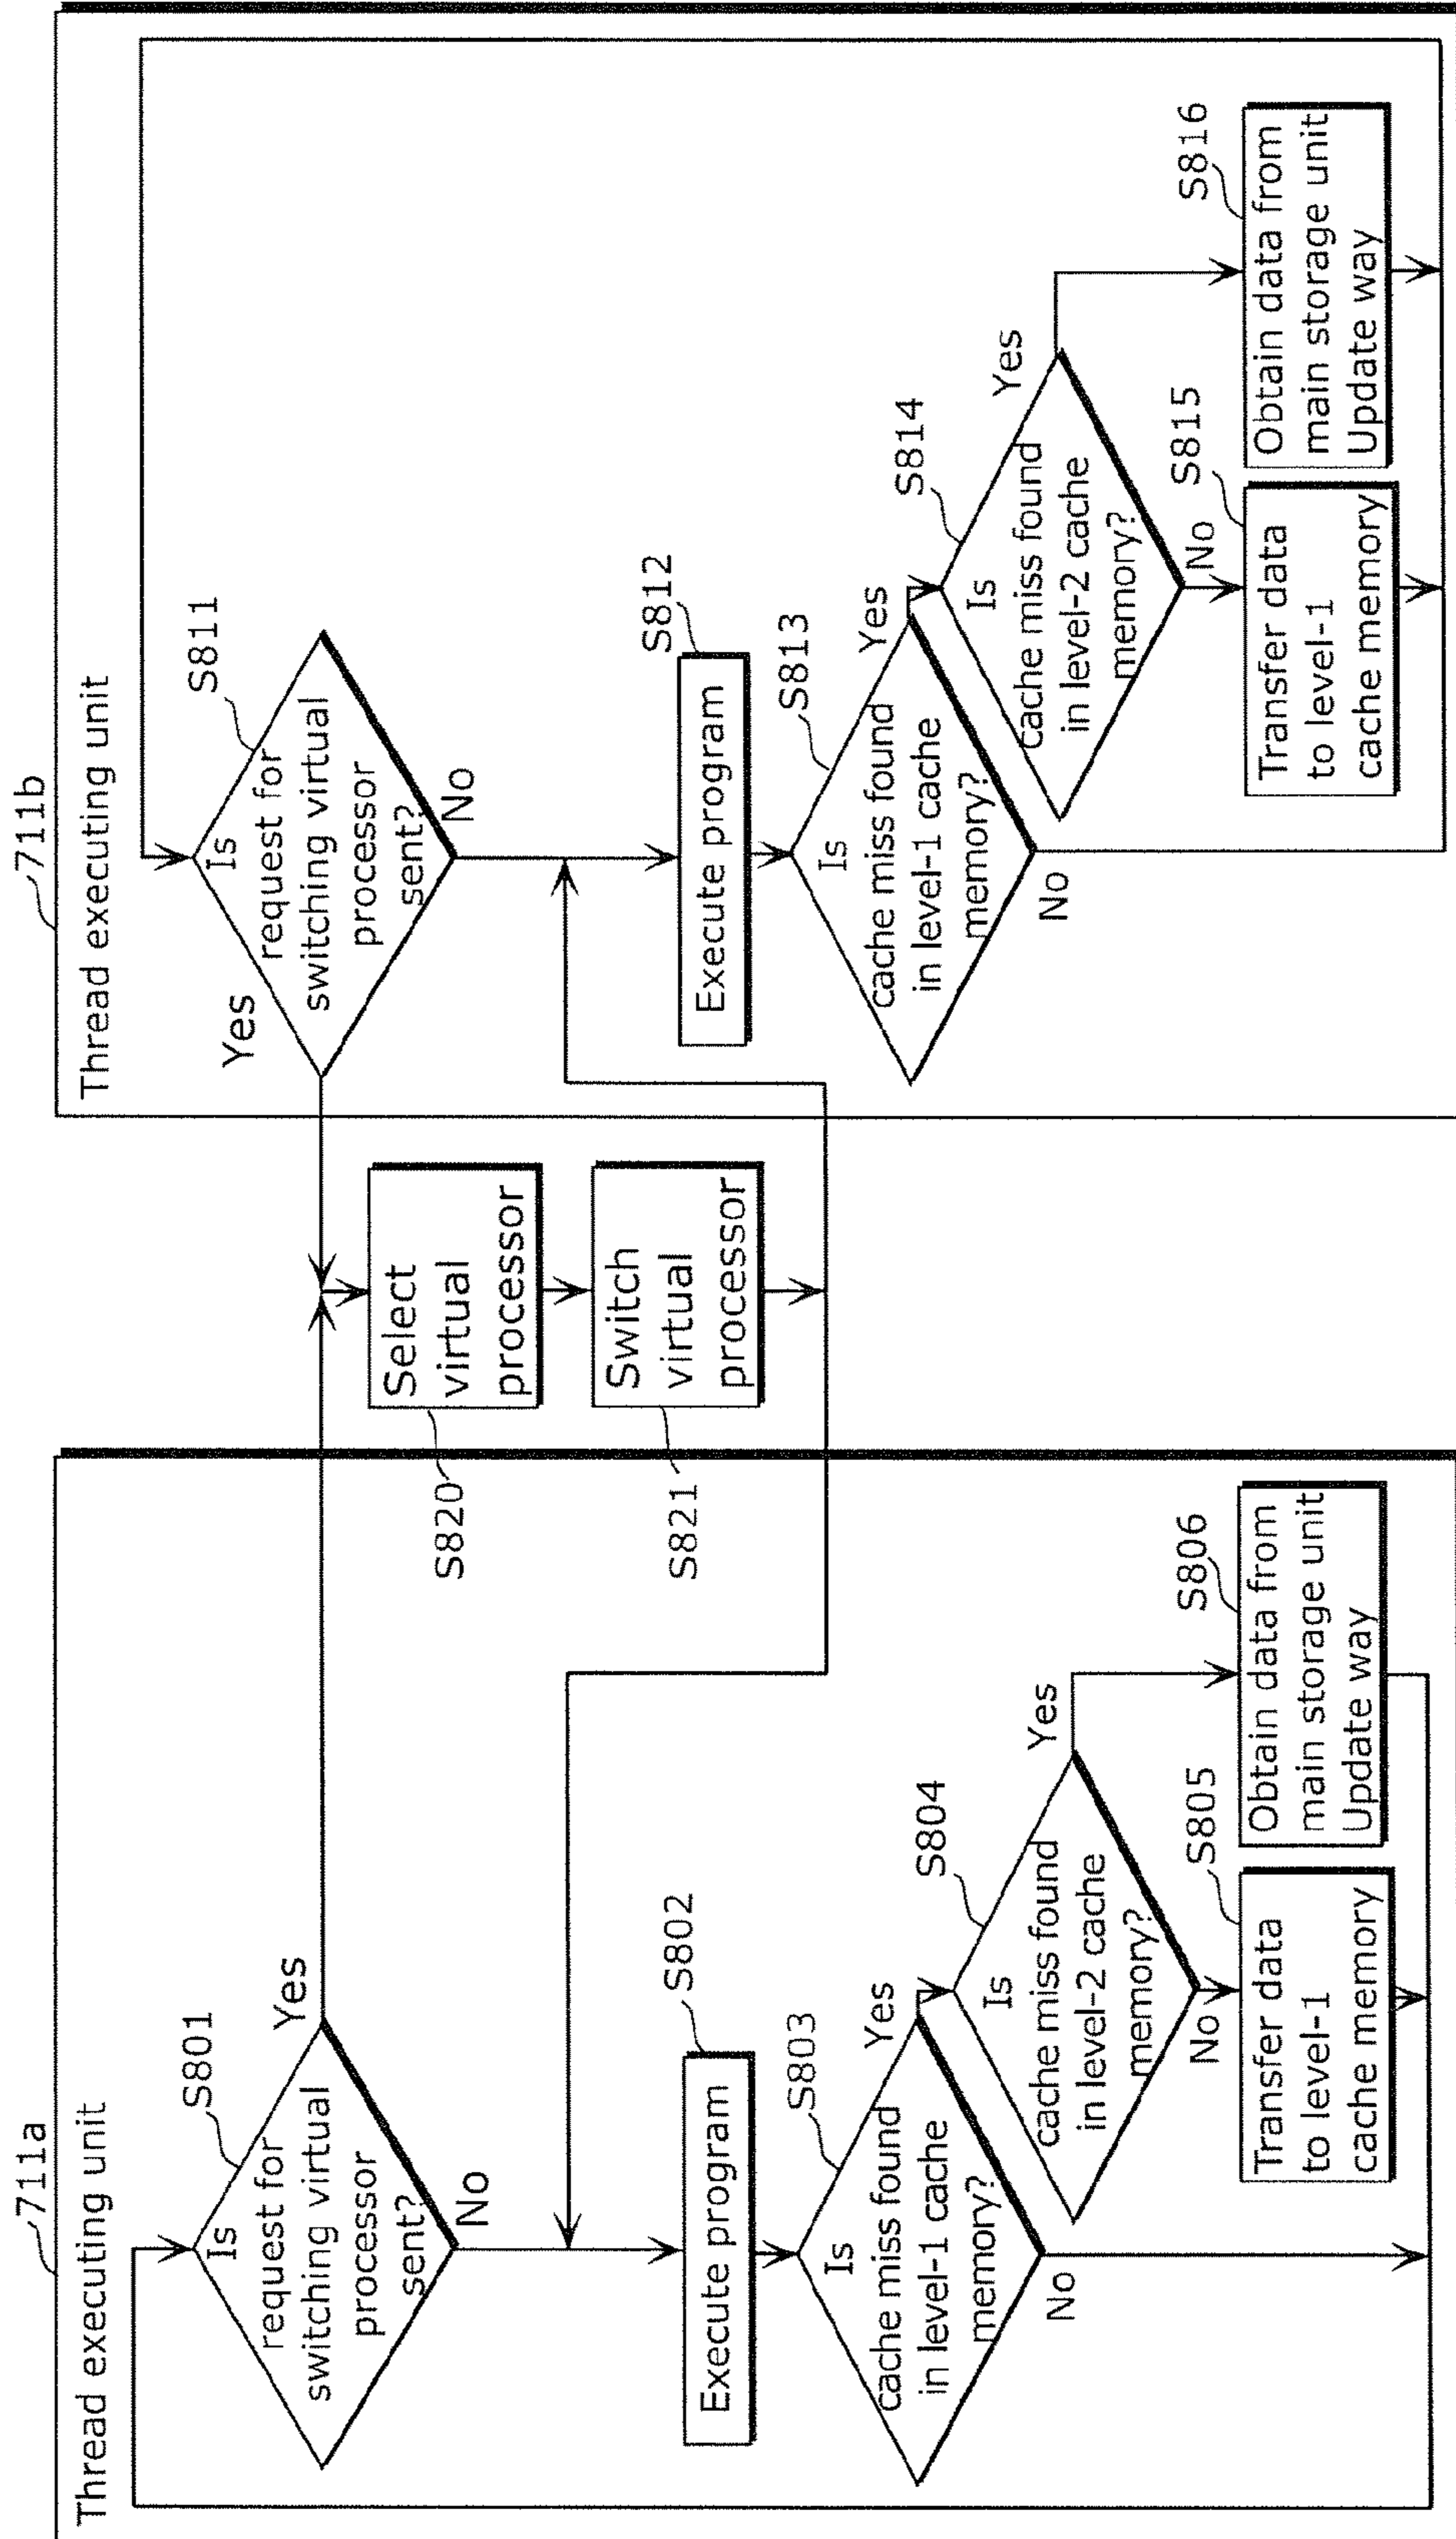 711a
Thread executing unit
S801
Is
request for
switching virtual
processor
sent?
Yes
No
S802
Execute program
S803
Is
cache miss found
in level-1 cache
memory?
Yes
No
S804
Is
cache miss found
in level-2 cache
memory?
Yes
No
S805
Transfer data
to level-1
cache memory
S806
Obtain data from
main storage unit
Update way
S820
Select
virtual
processor
S821
Switch
virtual
processor
711b
Thread executing unit
S811
Is
request for
switching virtual
processor
sent?
Yes
No
S812
Execute program
S813
Is
cache miss found
in level-1 cache
memory?
Yes
No
S814
Is
cache miss found
in level-2 cache
memory?
Yes
No
S815
Transfer data
to level-1
cache memory
S816
Obtain data from
main storage unit
Update way